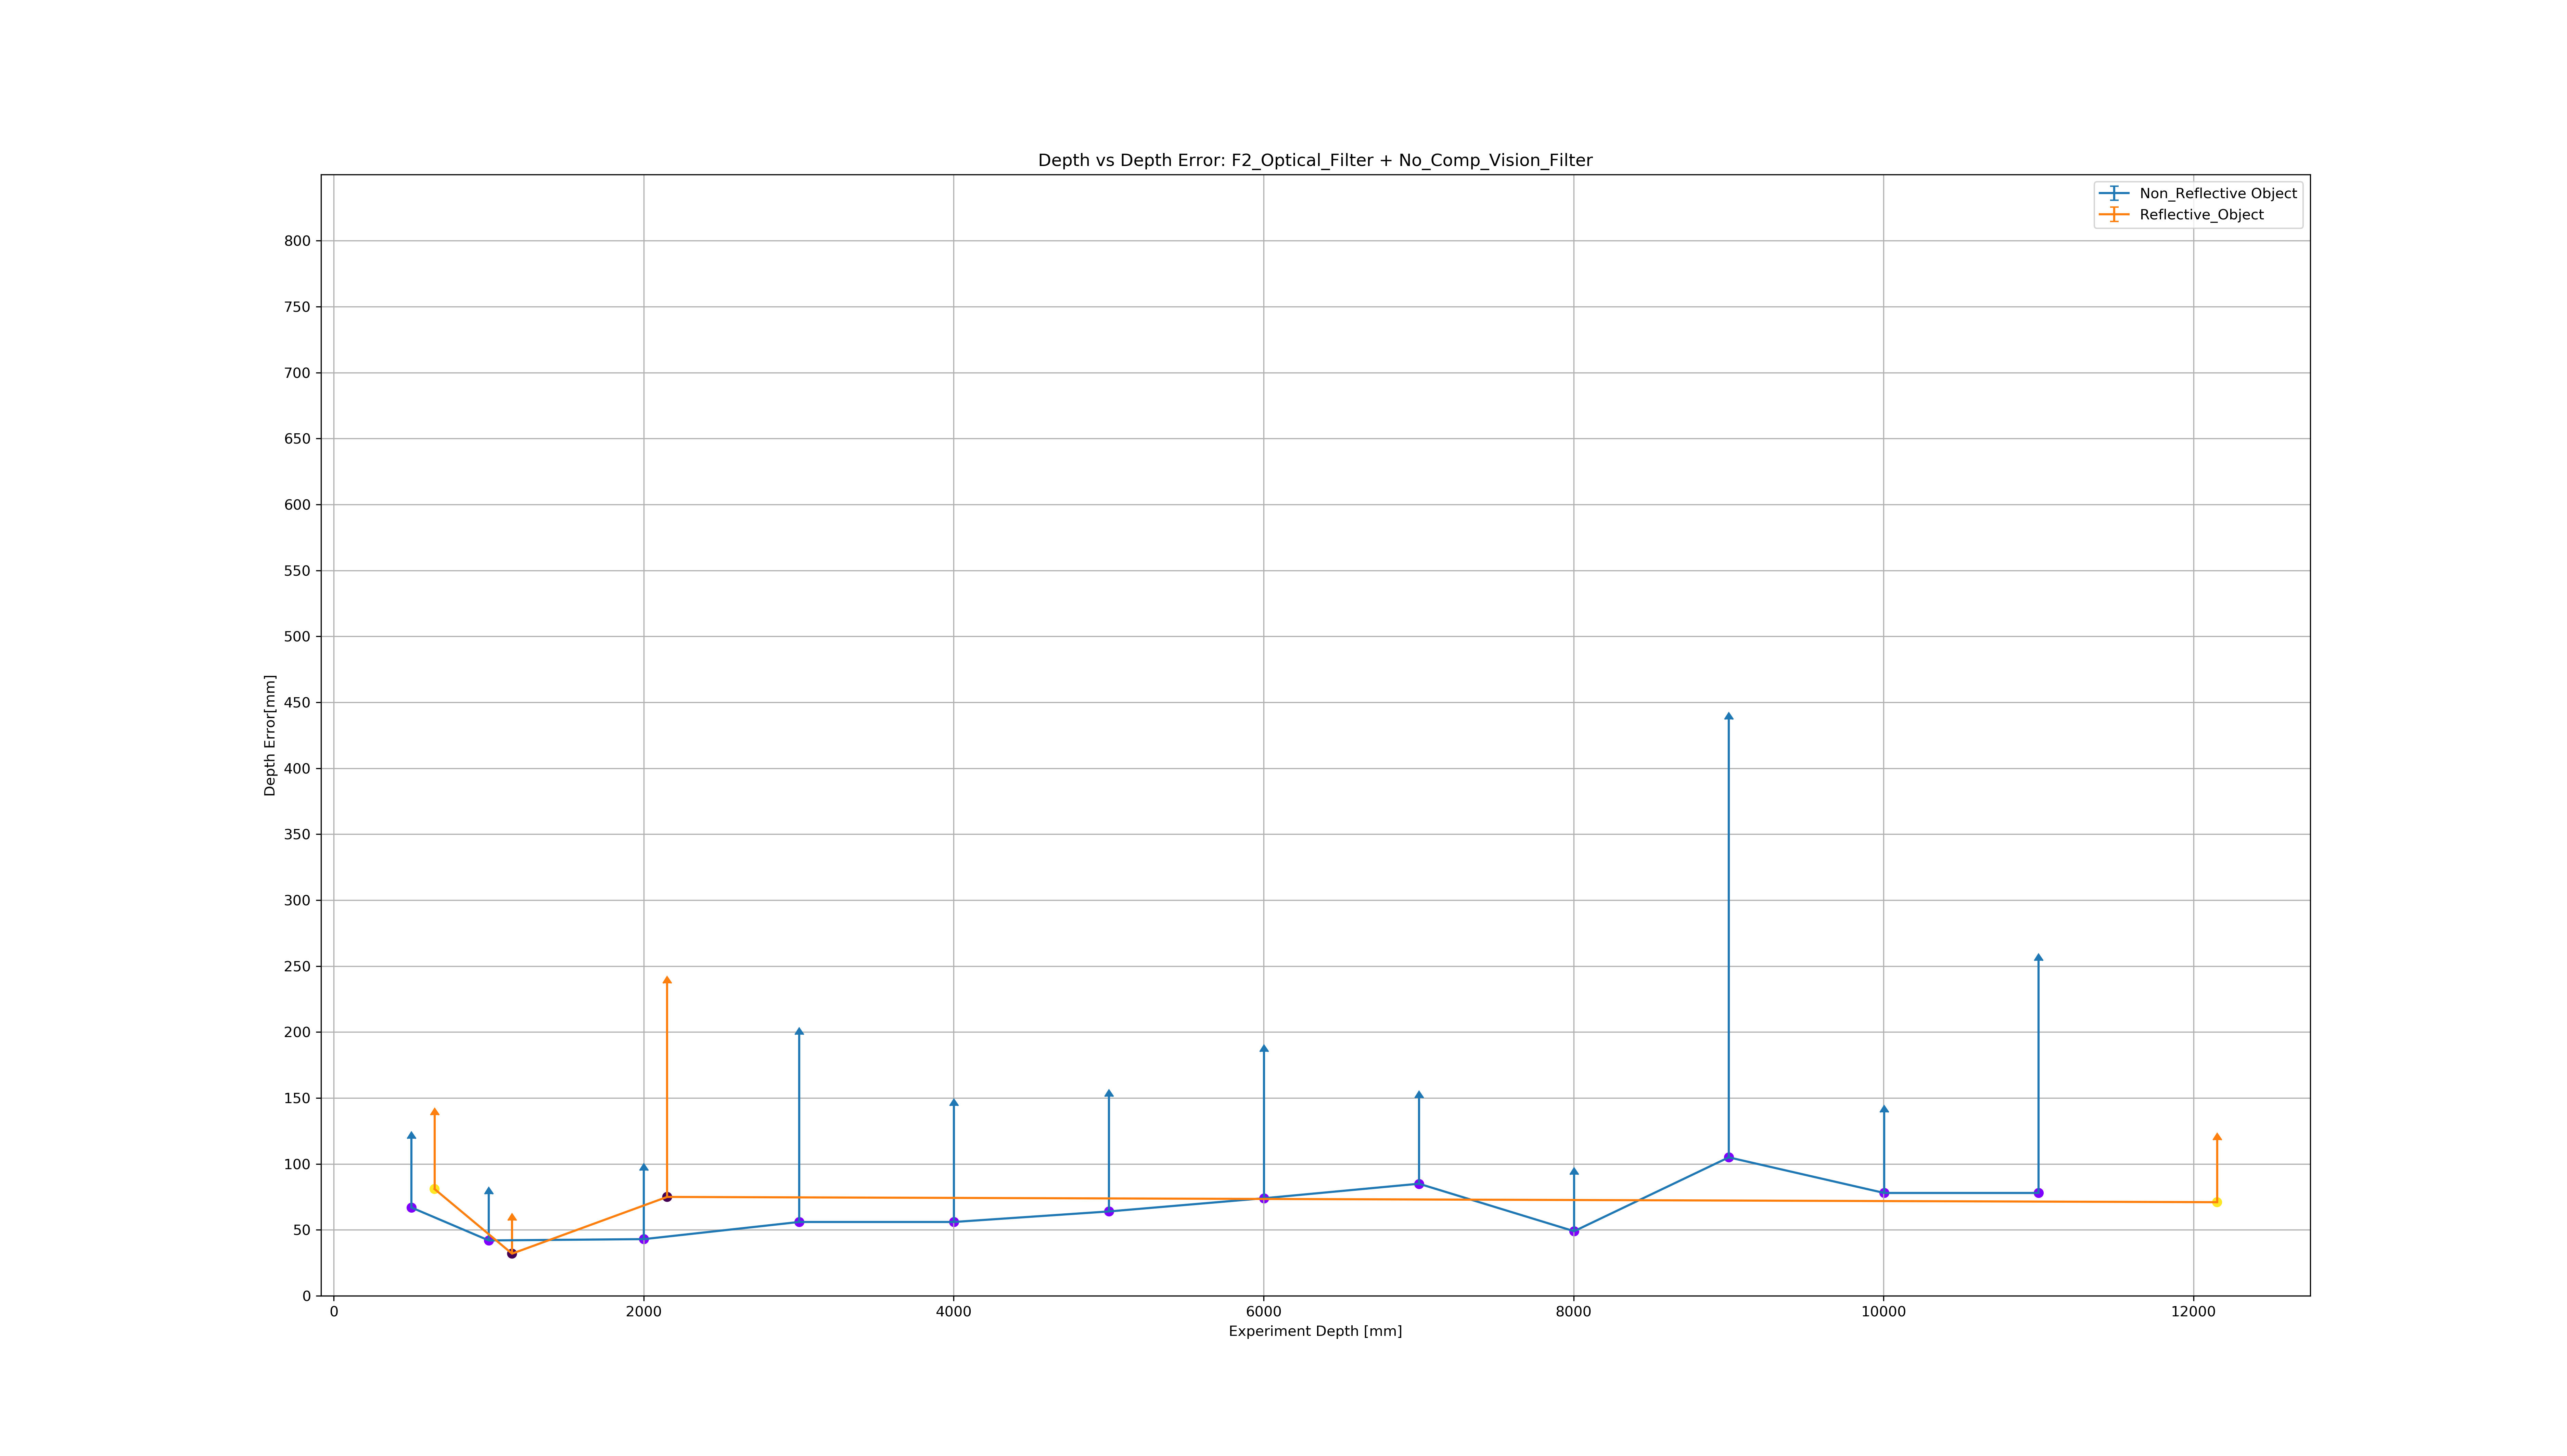 Depth vs Depth Error: F2_Optical_Filter + No_Comp_Vision_Filter
Non_Reflective Object
Reflective_Object
800
750
700
650
600
550
500
450
400
350
300
250
200
150
100
50
0
Depth Error[mm]
0 2000 4000 6000 8000 10000 12000
Experiment Depth [mm]